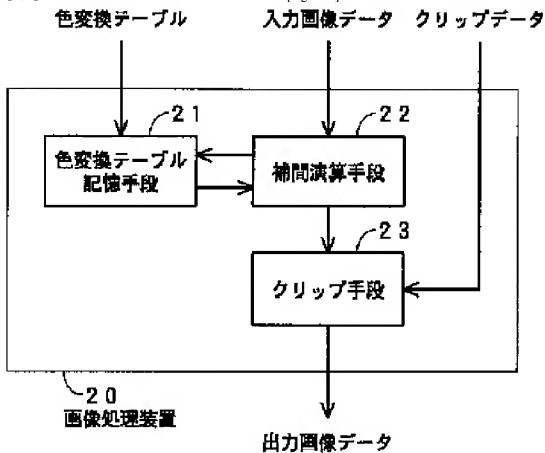 色変換テーブル
入力画像データ
クリップデータ
21
色変換テーブル
記憶手段
22
補間演算手段
23
クリップ手段
20
画像処理装置
出力画像データ